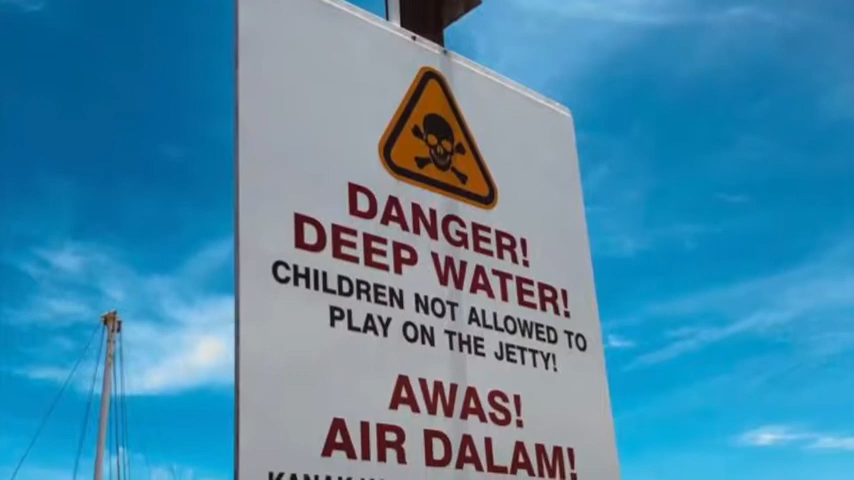 DANGER!
DEEP WATER!
CHILDREN NOT ALLOWED TO
PLAY ON THE JETTY!
AWAS!
AIR DALAM!